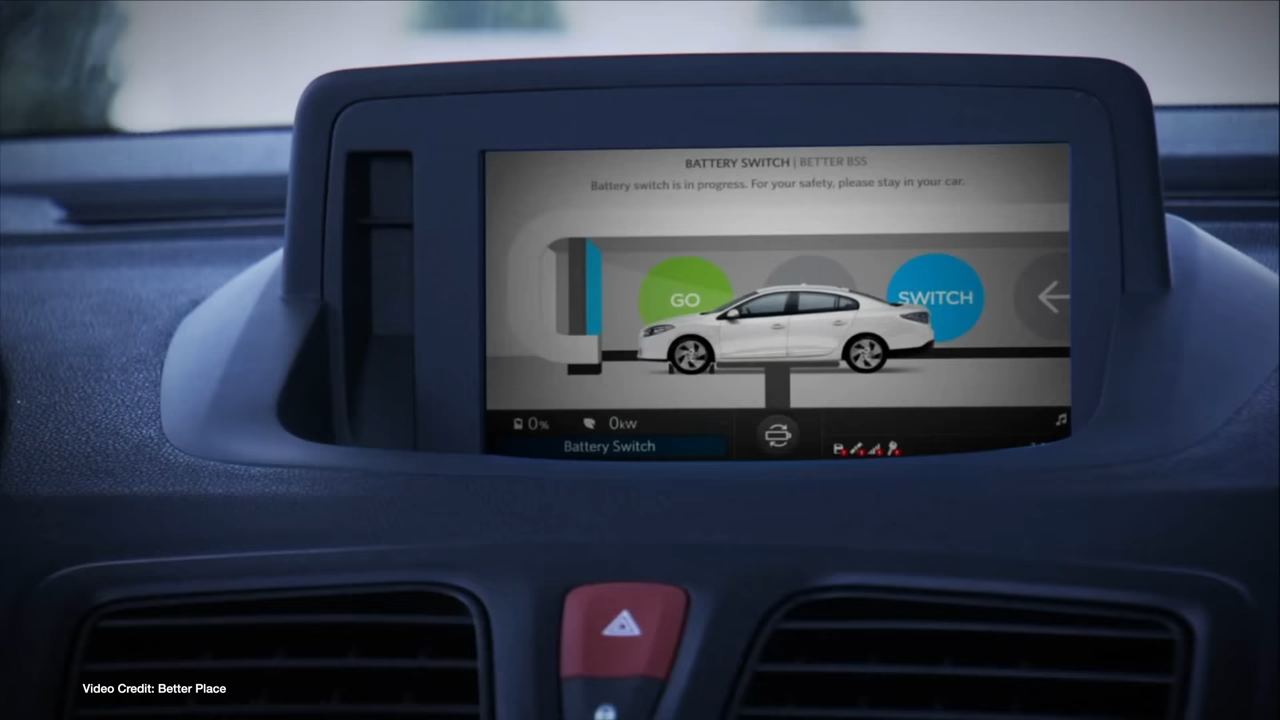 BATTERY SWITCH | BETTER BSS
Battery switch is in progress. For your safety, please stay in your car.
GO
SWITCH
0%
0kW
Battery Switch
Video Credit: Better Place